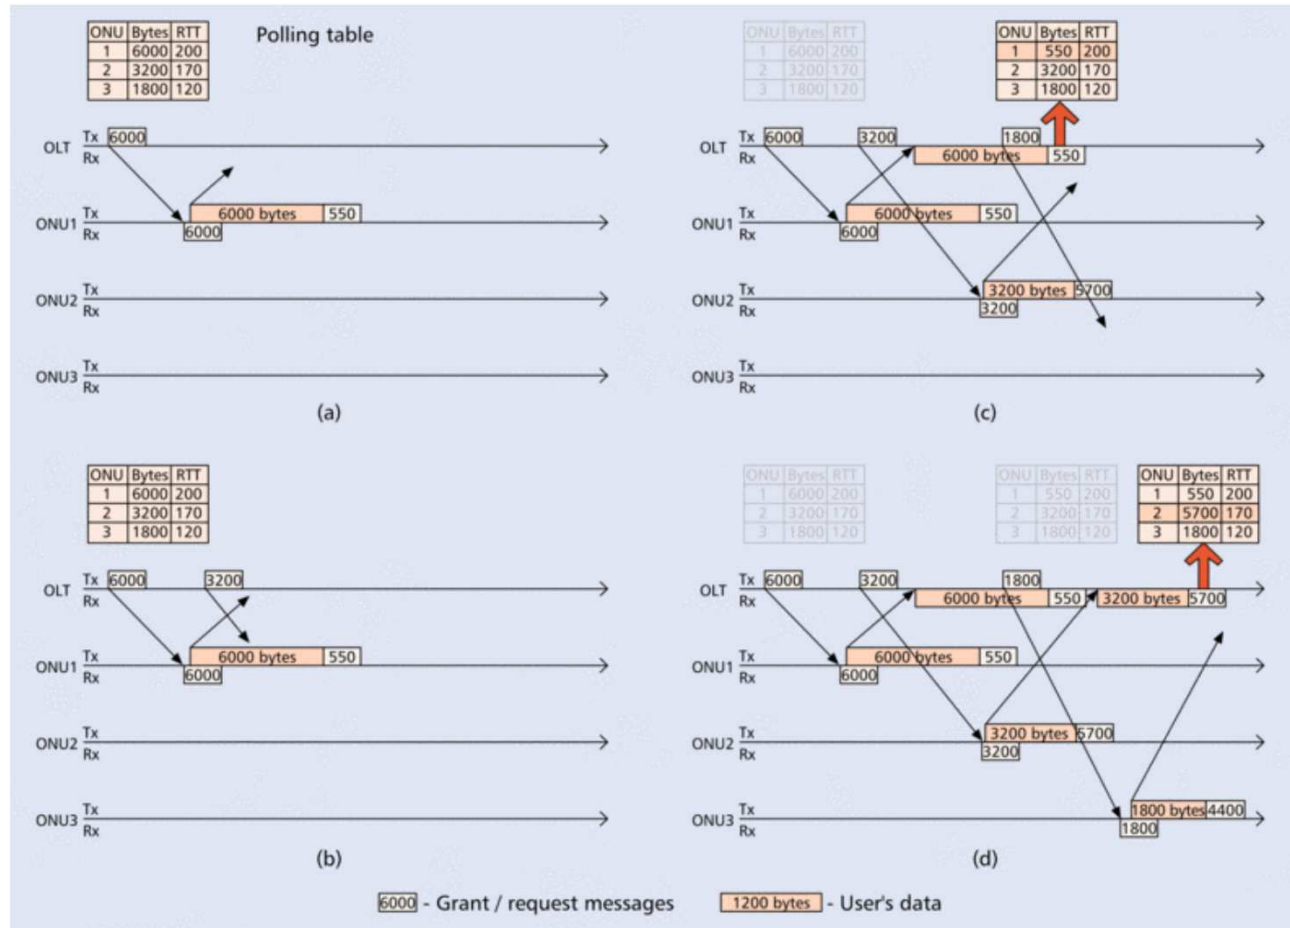 Polling table
ONU Bytes RTT
1 6000 200
2 3200 170
3 1800 120
OLT Tx Rx
6000
ONU1 Tx Rx
6000 bytes 550
6000
ONU2 Tx Rx
ONU3 Tx Rx
(a)
ONU Bytes RTT
1 6000 200
2 3200 170
3 1800 120
OLT Tx Rx
6000 3200
ONU1 Tx Rx
6000 bytes 550
6000
ONU2 Tx Rx
ONU3 Tx Rx
(b)
ONU Bytes RTT
1 6000 200
2 3200 170
3 1800 120
ONU Bytes RTT
1 550 200
2 3200 170
3 1800 120
OLT Tx Rx
6000 3200 1800
6000 bytes 550
ONU1 Tx Rx
6000 bytes 550
6000
ONU2 Tx Rx
3200 bytes 5700
3200
ONU3 Tx Rx
(c)
ONU Bytes RTT
1 6000 200
2 3200 170
3 1800 120
ONU Bytes RTT
1 550 200
2 3200 170
3 1800 120
ONU Bytes RTT
1 550 200
2 5700 170
3 1800 120
OLT Tx Rx
6000 3200 1800
6000 bytes 550 3200 bytes 5700
ONU1 Tx Rx
6000 bytes 550
6000
ONU2 Tx Rx
3200 bytes 5700
3200
ONU3 Tx Rx
1800 bytes 4400
1800
(d)
6000 - Grant / request messages
1200 bytes - User's data